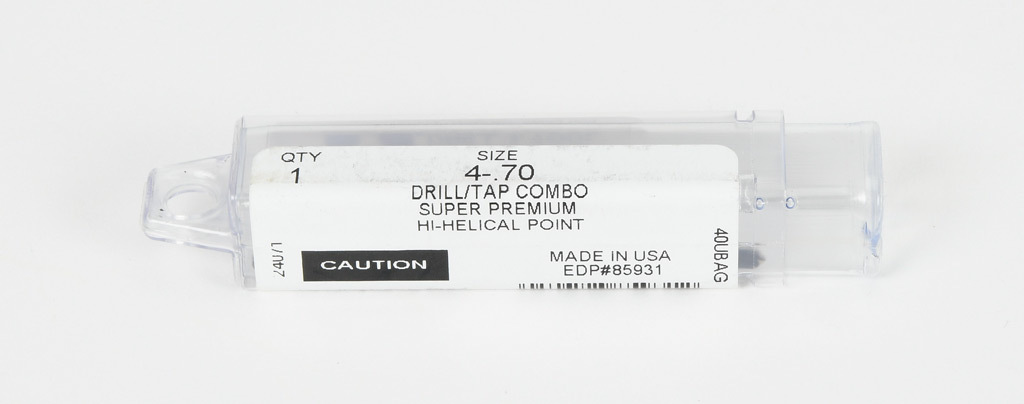 QTY SIZE
1 4-.70
DRILL/TAP COMBO
SUPER PREMIUM
HI-HELICAL POINT
CAUTION
MADE IN USA
EDP#85931
40UBAG